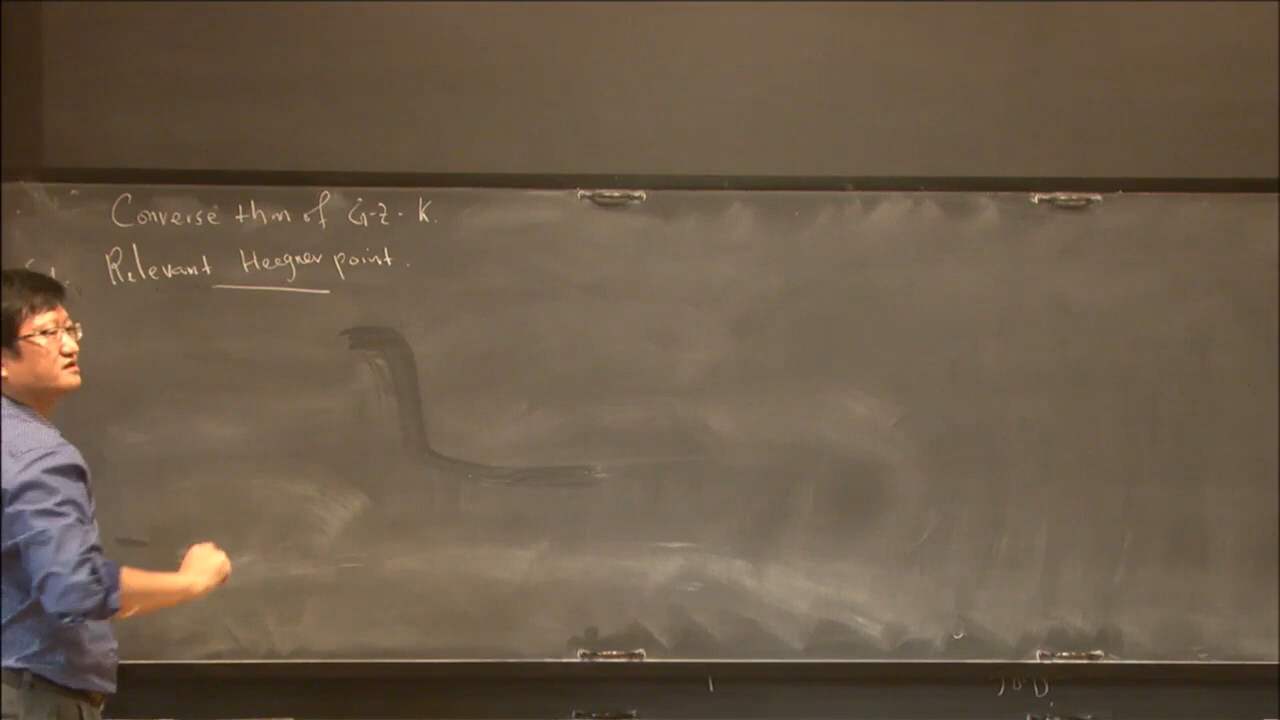 Converse thm of G-Z-K.
Relevant Heegner point.